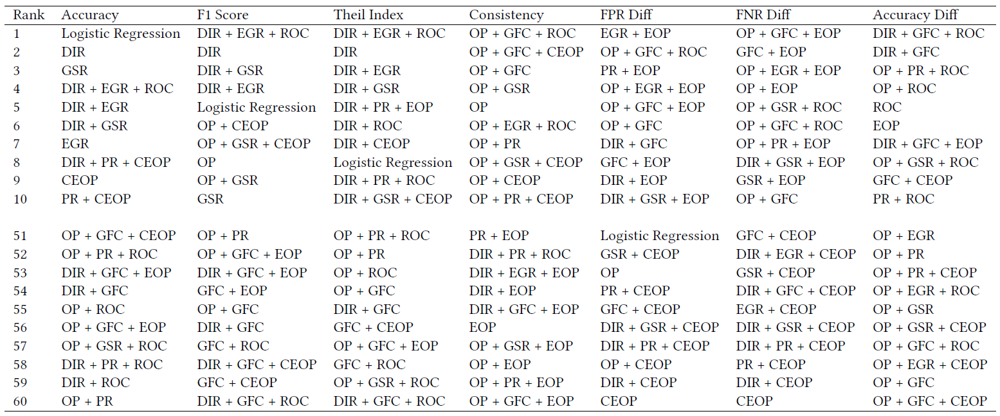 Rank Accuracy F1 Score Theil Index Consistency FPR Diff FNR Diff Accuracy Diff
1 Logistic Regression DIR + EGR + ROC DIR + EGR + ROC OP + GFC + ROC EGR + EOP OP + GFC + EOP DIR + GFC + ROC
2 DIR DIR DIR OP + GFC + CEOP OP + GFC + ROC GFC + EOP DIR + GFC
3 GSR DIR + GSR DIR + EGR OP + GFC PR + EOP OP + EGR + EOP OP + PR + ROC
4 DIR + EGR + ROC DIR + EGR DIR + GSR OP + GSR OP + EGR + EOP OP + EOP OP + ROC
5 DIR + EGR Logistic Regression DIR + PR + EOP OP OP + GFC + EOP OP + GSR + ROC ROC
6 DIR + GSR OP + CEOP DIR + ROC OP + EGR + ROC OP + GFC OP + GFC + ROC EOP
7 EGR OP + GSR + CEOP DIR + CEOP OP + PR DIR + GFC OP + PR + EOP DIR + GFC + EOP
8 DIR + PR + CEOP OP Logistic Regression OP + GSR + CEOP GFC + EOP DIR + GSR + EOP OP + GSR + ROC
9 CEOP OP + GSR DIR + PR + ROC OP + CEOP DIR + EOP GSR + EOP GFC + CEOP
10 PR + CEOP GSR DIR + GSR + CEOP OP + PR + CEOP DIR + GSR + EOP OP + GFC PR + ROC
51 OP + GFC + CEOP OP + PR OP + PR + ROC PR + EOP Logistic Regression GFC + CEOP OP + EGR
52 OP + PR + ROC OP + GFC + EOP OP + PR DIR + PR + ROC GSR + CEOP DIR + EGR + CEOP OP + PR
53 DIR + GFC + EOP DIR + GFC + EOP OP + ROC DIR + EGR + EOP OP GSR + CEOP OP + PR + CEOP
54 DIR + GFC GFC + EOP OP + GFC DIR + EOP PR + CEOP DIR + GFC + CEOP OP + EGR + ROC
55 OP + ROC OP + GFC DIR + GFC DIR + GFC + EOP GFC + CEOP EGR + CEOP OP + GSR
56 OP + GFC + EOP DIR + GFC GFC + CEOP EOP DIR + GSR + CEOP DIR + GSR + CEOP OP + GSR + CEOP
57 OP + GSR + ROC GFC + ROC OP + GFC + EOP OP + GSR + EOP DIR + PR + CEOP DIR + PR + CEOP OP + GFC + ROC
58 DIR + PR + ROC DIR + GFC + CEOP GFC + ROC OP + EOP OP + CEOP PR + CEOP OP + EGR + CEOP
59 DIR + ROC GFC + CEOP OP + GSR + ROC OP + PR + EOP DIR + CEOP DIR + CEOP OP + GFC
60 OP + PR DIR + GFC + ROC DIR + GFC + ROC OP + GFC + EOP CEOP CEOP OP + GFC + CEOP